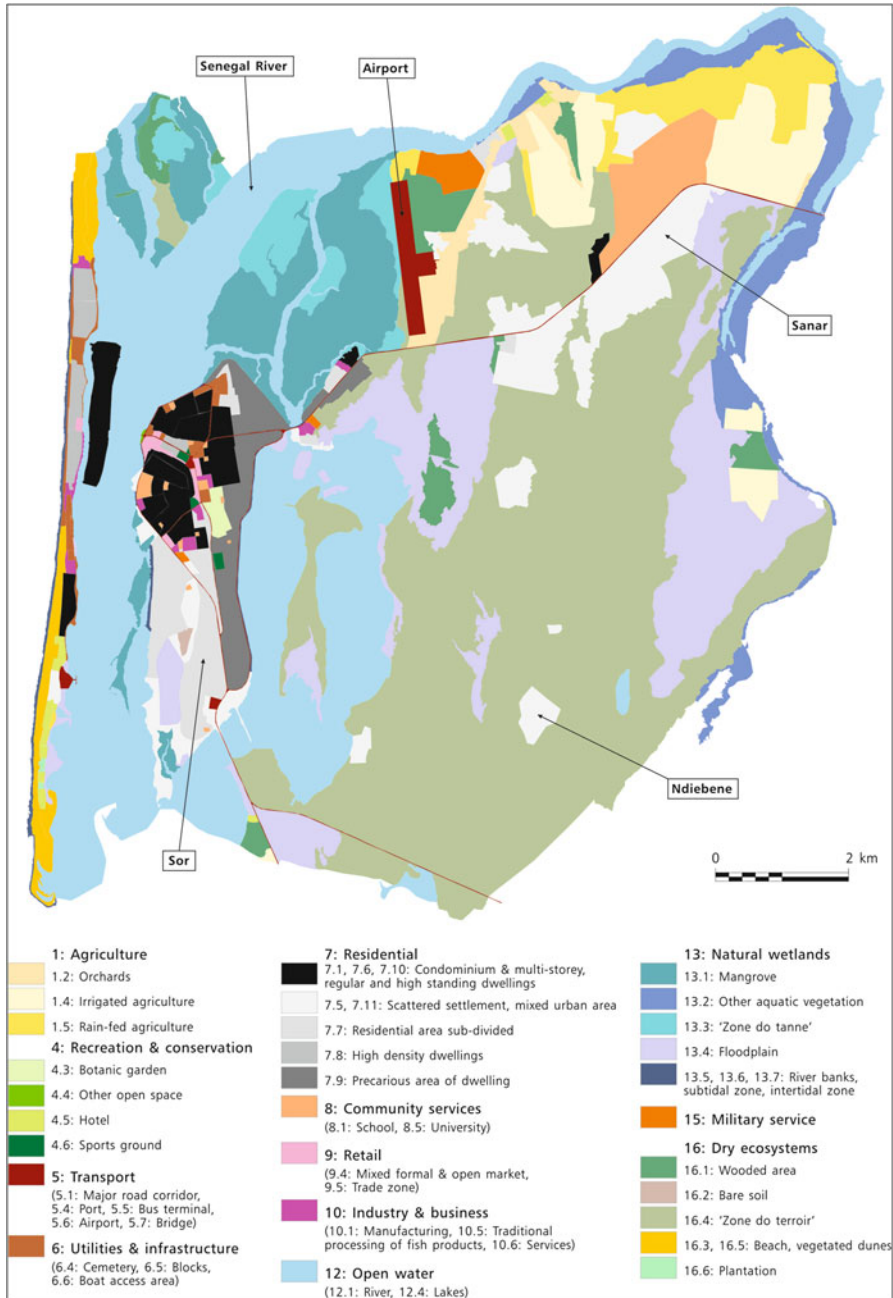 Senegal River
Airport
Sanar
Ndiebene
Sor
0 2 km
1: Agriculture
1.2: Orchards
1.4: Irrigated agriculture
1.5: Rain-fed agriculture
4: Recreation & conservation
4.3: Botanic garden
4.4: Other open space
4.5: Hotel
4.6: Sports ground
5: Transport
(5.1: Major road corridor,
5.4: Port, 5.5: Bus terminal,
5.6: Airport, 5.7: Bridge)
6: Utilities & infrastructure
(6.4: Cemetery, 6.5: Blocks,
6.6: Boat access area)
7: Residential
7.1, 7.6, 7.10: Condominium & multi-storey,
regular and high standing dwellings
7.5, 7.11: Scattered settlement, mixed urban area
7.7: Residential area sub-divided
7.8: High density dwellings
7.9: Precarious area of dwelling
8: Community services
(8.1: School, 8.5: University)
9: Retail
(9.4: Mixed formal & open market,
9.5: Trade zone)
10: Industry & business
(10.1: Manufacturing, 10.5: Traditional
processing of fish products, 10.6: Services)
12: Open water
(12.1: River, 12.4: Lakes)
13: Natural wetlands
13.1: Mangrove
13.2: Other aquatic vegetation
13.3: 'Zone do tanne'
13.4: Floodplain
13.5, 13.6, 13.7: River banks,
subtidal zone, intertidal zone
15: Military service
16: Dry ecosystems
16.1: Wooded area
16.2: Bare soil
16.4: 'Zone do terroir'
16.3, 16.5: Beach, vegetated dunes
16.6: Plantation